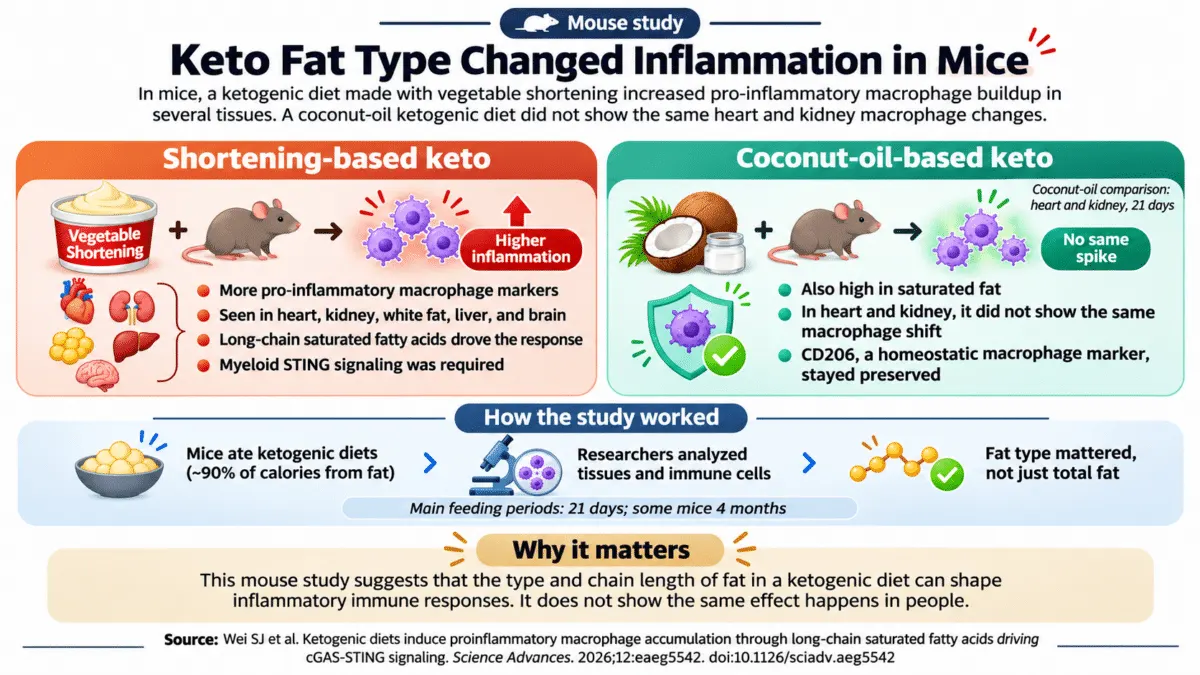 Mouse study
Keto Fat Type Changed Inflammation in Mice
In mice, a ketogenic diet made with vegetable shortening increased pro-inflammatory macrophage buildup in
several tissues. A coconut-oil ketogenic diet did not show the same heart and kidney macrophage changes.
Shortening-based keto
Vegetable
Shortening
+
Higher
inflammation
More pro-inflammatory macrophage markers
Seen in heart, kidney, white fat, liver, and brain
Long-chain saturated fatty acids drove the response
Myeloid STING signaling was required
Coconut-oil-based keto
Coconut-oil comparison:
heart and kidney, 21 days
+
No same
spike
Also high in saturated fat
In heart and kidney, it did not show the same
macrophage shift
CD206, a homeostatic macrophage marker,
stayed preserved
How the study worked
Mice ate ketogenic diets
(~90% of calories from fat)
Researchers analyzed
tissues and immune cells
Fat type mattered,
not just total fat
Main feeding periods: 21 days; some mice 4 months
Why it matters
This mouse study suggests that the type and chain length of fat in a ketogenic diet can shape
inflammatory immune responses. It does not show the same effect happens in people.
Source: Wei SJ et al. Ketogenic diets induce proinflammatory macrophage accumulation through long-chain saturated fatty acids driving
cGAS-STING signaling. Science Advances. 2026;12:eaeg5542. doi:10.1126/sciadv.aeg5542